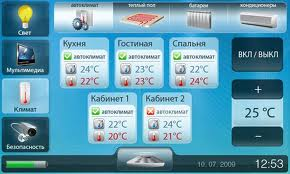 автоклимат теплый пол батареи кондиционеры
Свет
Мультимедиа
Климат
Безопасность
Кухня
автоклимат
24°C
22°C
Гостиная
автоклимат
22°C
23°C
Спальня
автоклимат
24°C
22°C
Кабинет 1
автоклимат
22°C
20°C
Кабинет 2
автоклимат
22°C
21°C
ВКЛ / ВЫКЛ
+
25 °C
−
10. 07. 2009
12:53